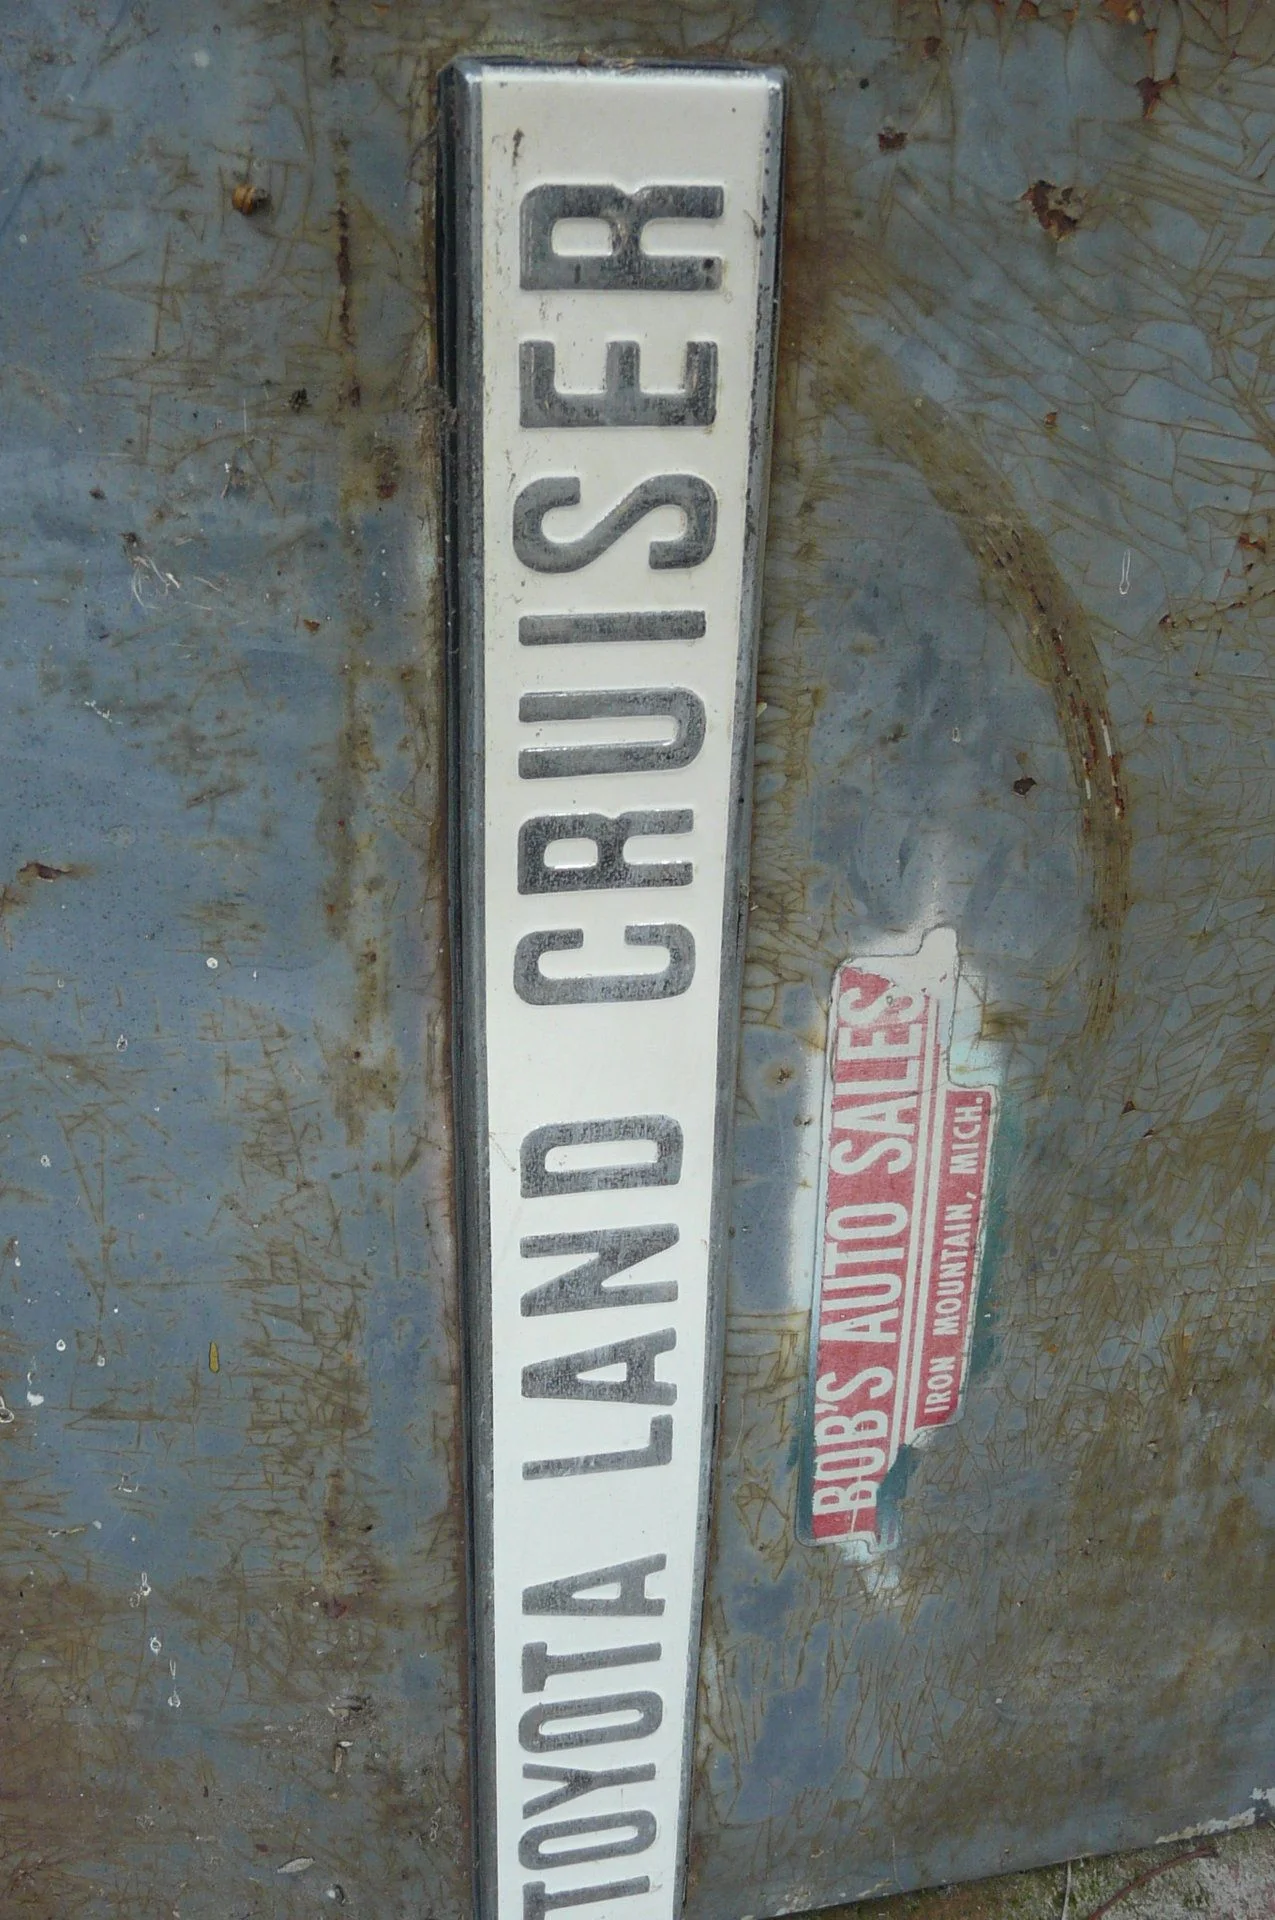 TOYOTA LAND CRUISER
BOB'S AUTO SALES
IRON MOUNTAIN, MICH.